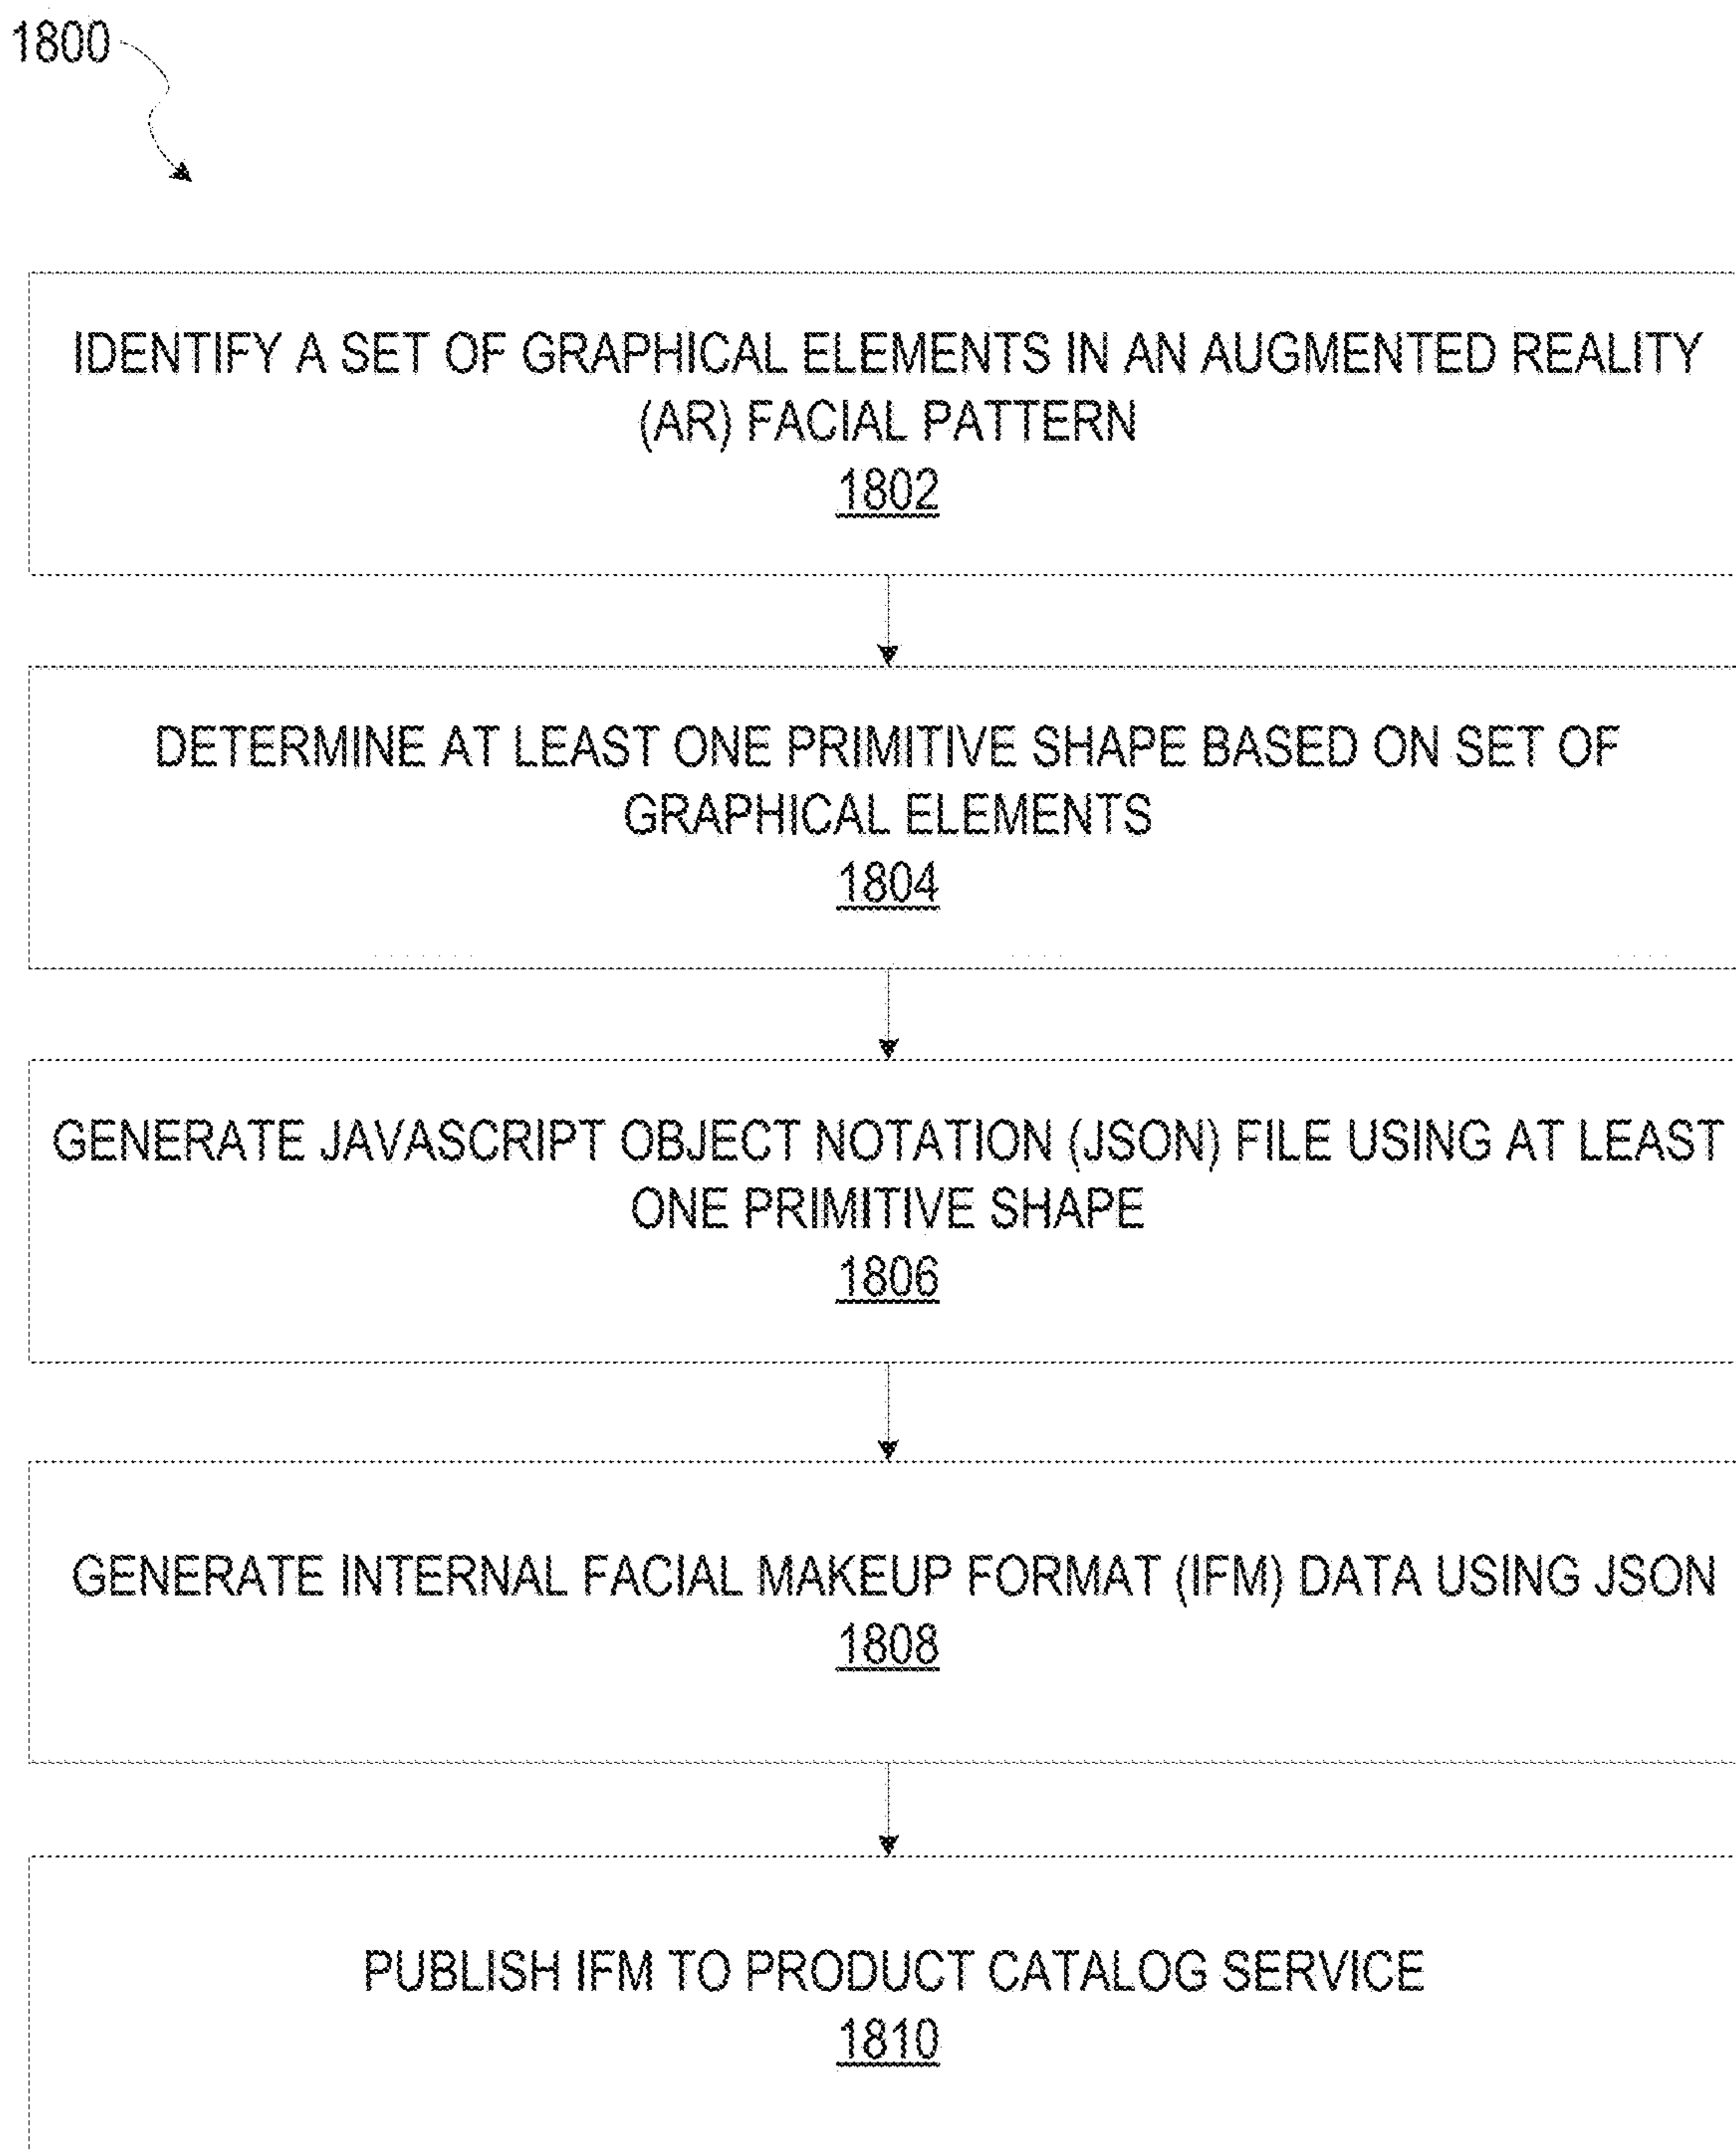 1800
IDENTIFY A SET OF GRAPHICAL ELEMENTS IN AN AUGMENTED REALITY
(AR) FACIAL PATTERN
1802
DETERMINE AT LEAST ONE PRIMITIVE SHAPE BASED ON SET OF
GRAPHICAL ELEMENTS
1804
GENERATE JAVASCRIPT OBJECT NOTATION (JSON) FILE USING AT LEAST
ONE PRIMITIVE SHAPE
1806
GENERATE INTERNAL FACIAL MAKEUP FORMAT (IFM) DATA USING JSON
1808
PUBLISH IFM TO PRODUCT CATALOG SERVICE
1810